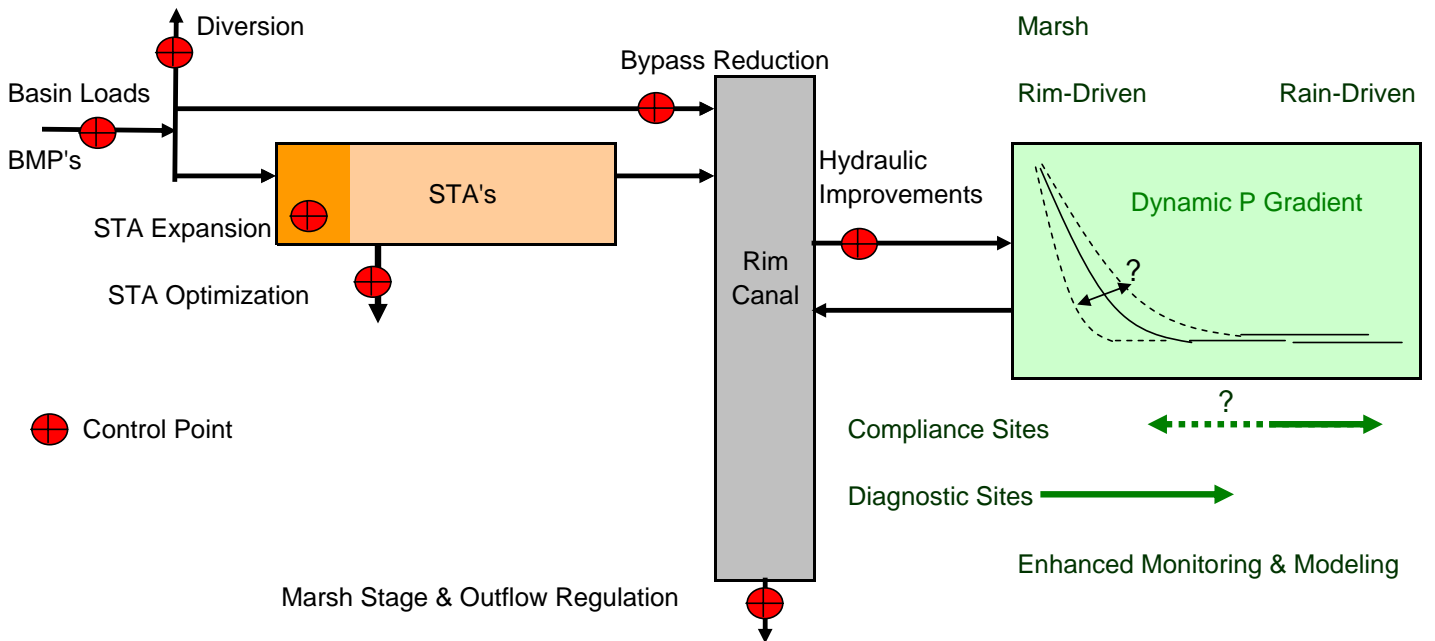 Diversion
Marsh
Bypass Reduction
Basin Loads
Rim-Driven
Rain-Driven
BMP's
Hydraulic
Improvements
STA's
Dynamic P Gradient
STA Expansion
Rim
Canal
?
STA Optimization
?
Control Point
Compliance Sites
Diagnostic Sites
Enhanced Monitoring & Modeling
Marsh Stage & Outflow Regulation